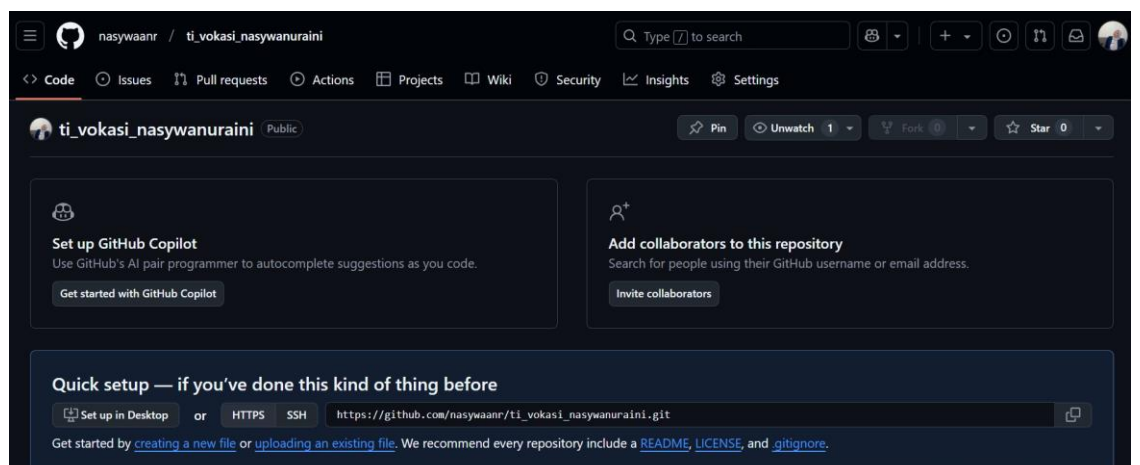 nasywaanr / ti_vokasi_nasywanuraini
Type / to search
Code Issues Pull requests Actions Projects Wiki Security Insights Settings
ti_vokasi_nasywanuraini Public
Pin Unwatch 1 Fork 0 Star 0
Set up GitHub Copilot
Use GitHub's AI pair programmer to autocomplete suggestions as you code.
Get started with GitHub Copilot
Add collaborators to this repository
Search for people using their GitHub username or email address.
Invite collaborators
Quick setup — if you've done this kind of thing before
Set up in Desktop or HTTPS SSH https://github.com/nasywaanr/ti_vokasi_nasywanuraini.git
Get started by creating a new file or uploading an existing file. We recommend every repository include a README, LICENSE, and .gitignore.